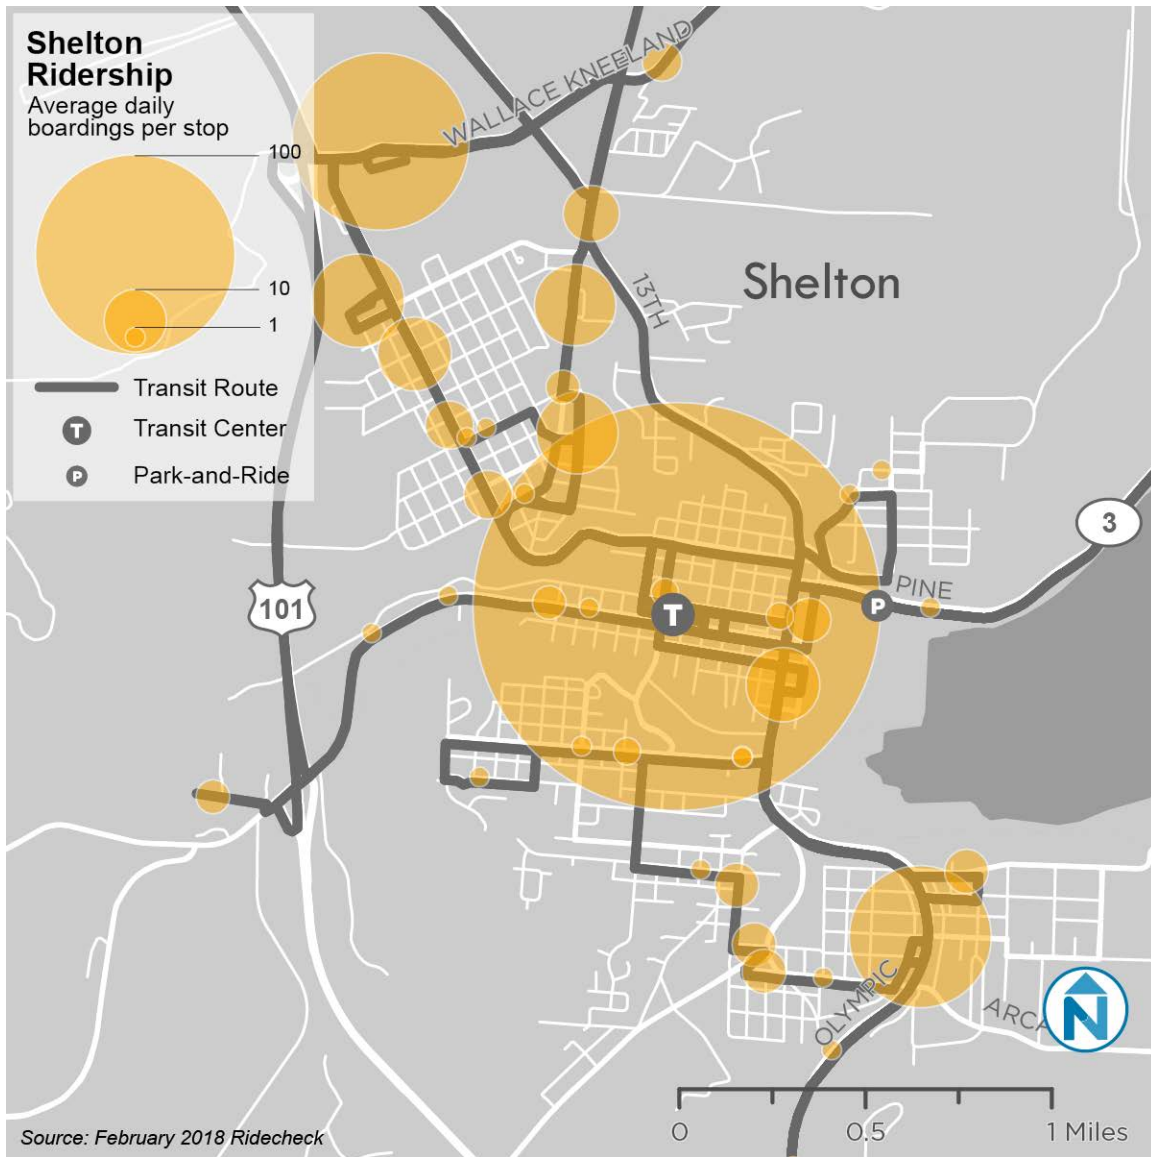 Shelton
Ridership
Average daily
boardings per stop
100
10
1
Transit Route
T Transit Center
P Park-and-Ride
WALLACE KNEELAND
13TH
Shelton
3
101
T
P
PINE
OLYMPIC
ARCA
N
0 0.5 1 Miles
Source: February 2018 Ridecheck